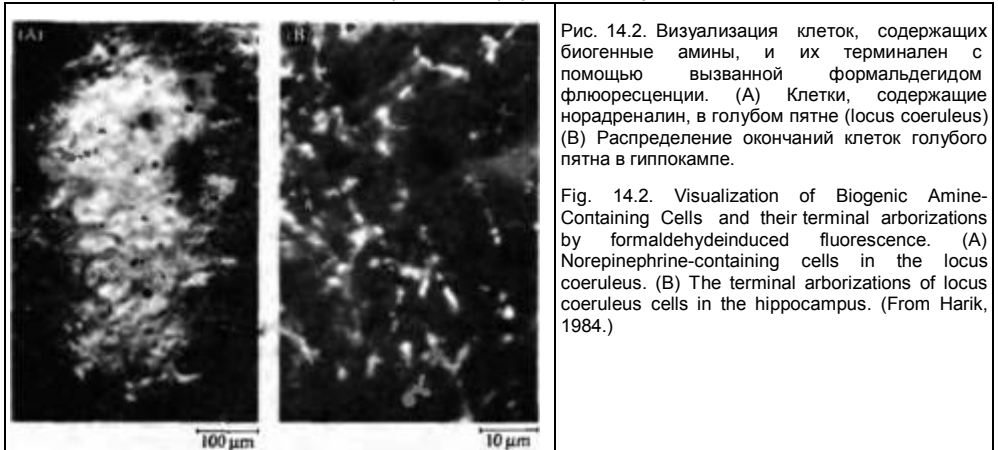 (A)
(B)
100 μm
10 μm
Рис. 14.2. Визуализация клеток, содержащих
биогенные амины, и их терминален с
помощью вызванной формальдегидом
флюоресценции. (А) Клетки, содержащие
норадреналин, в голубом пятне (locus coeruleus)
(В) Распределение окончаний клеток голубого
пятна в гиппокампе.
Fig. 14.2. Visualization of Biogenic Amine-
Containing Cells and their terminal arborizations
by formaldehydeinduced fluorescence. (A)
Norepinephrine-containing cells in the locus
coeruleus. (B) The terminal arborizations of locus
coeruleus cells in the hippocampus. (From Harik,
1984.)